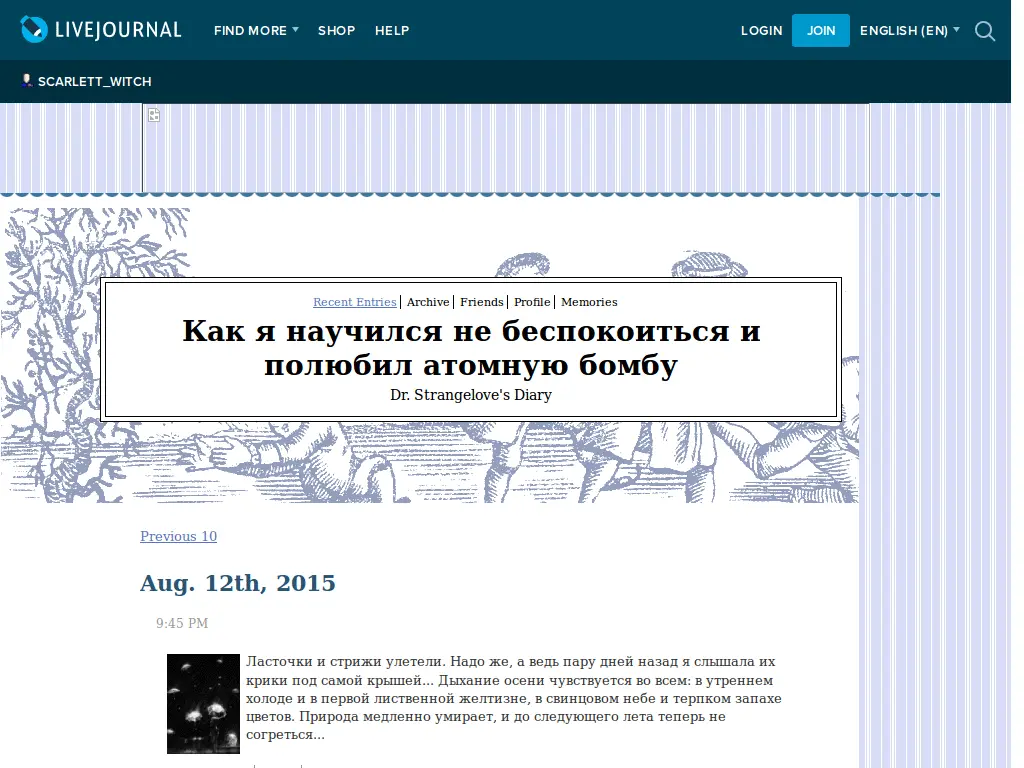 LIVEJOURNAL
FIND MORE SHOP HELP
LOGIN JOIN ENGLISH (EN)
SCARLETT_WITCH
Recent Entries Archive Friends Profile Memories
Как я научился не беспокоиться и
полюбил атомную бомбу
Dr. Strangelove's Diary
Previous 10
Aug. 12th, 2015
9:45 PM
Ласточки и стрижи улетели. Надо же, а ведь пару дней назад я слышала их
крики под самой крышей... Дыхание осени чувствуется во всем: в утреннем
холоде и в первой лиственной желтизне, в свинцовом небе и терпком запахе
цветов. Природа медленно умирает, и до следующего лета теперь не
согреться...